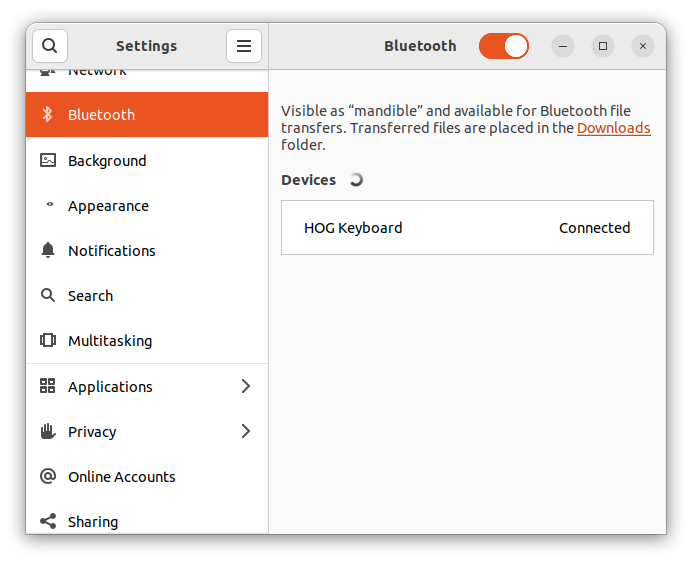 Settings
Bluetooth
Network
Bluetooth
Background
Appearance
Notifications
Search
Multitasking
Applications
Privacy
Online Accounts
Sharing
Visible as “mandible” and available for Bluetooth file
transfers. Transferred files are placed in the Downloads
folder.
Devices
HOG Keyboard Connected